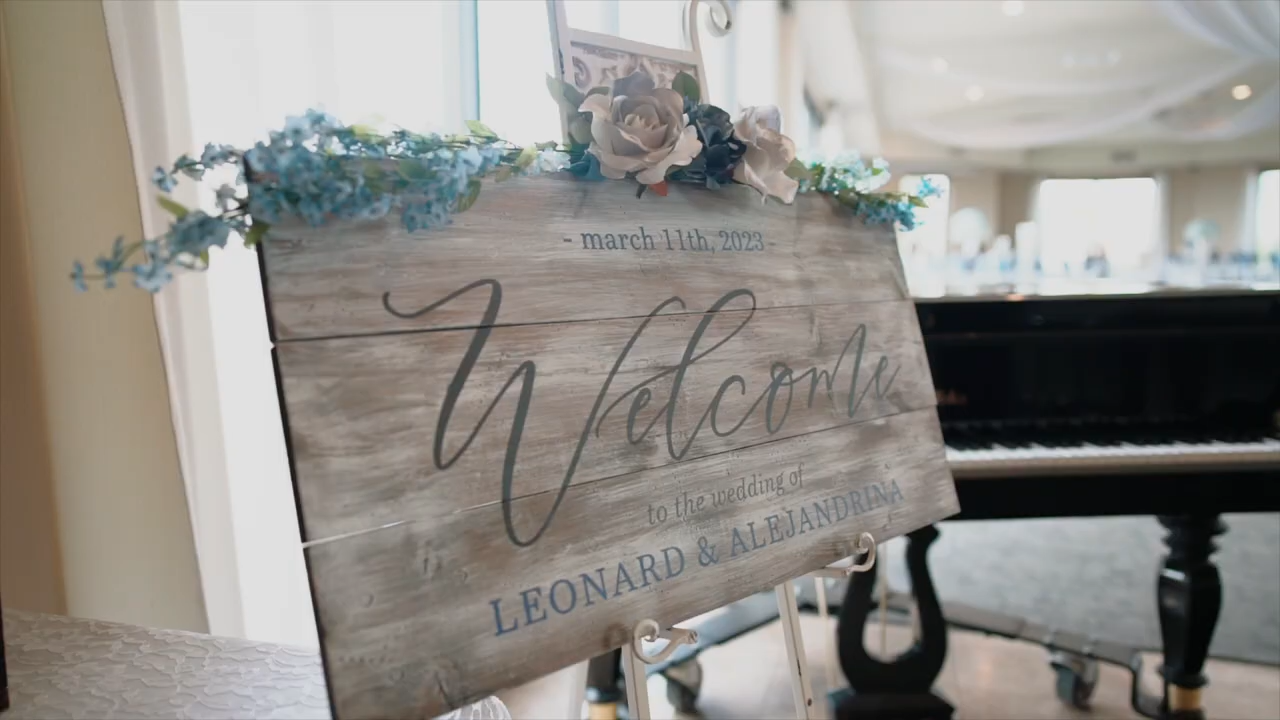 - march 11th, 2023 -
Welcome
to the wedding of
LEONARD & ALEJANDRINA